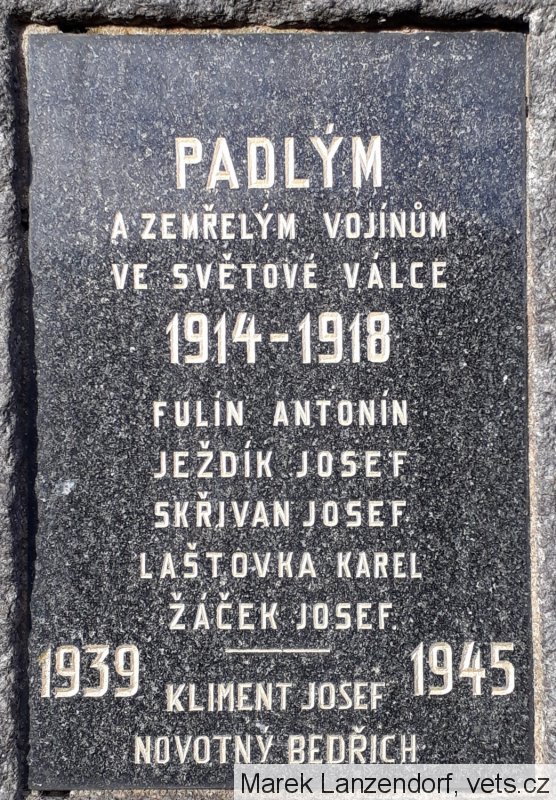 PADLÝM
A ZEMŘELÝM VOJÍNŮM
VE SVĚTOVÉ VÁLCE
1914-1918
FULÍN ANTONÍN
JEŽDÍK JOSEF
SKŘIVAN JOSEF
LAŠTOVKA KAREL
ŽÁČEK JOSEF
1939 1945
KLIMENT JOSEF
NOVOTNÝ BEDŘICH
Marek Lanzendorf, vets.cz